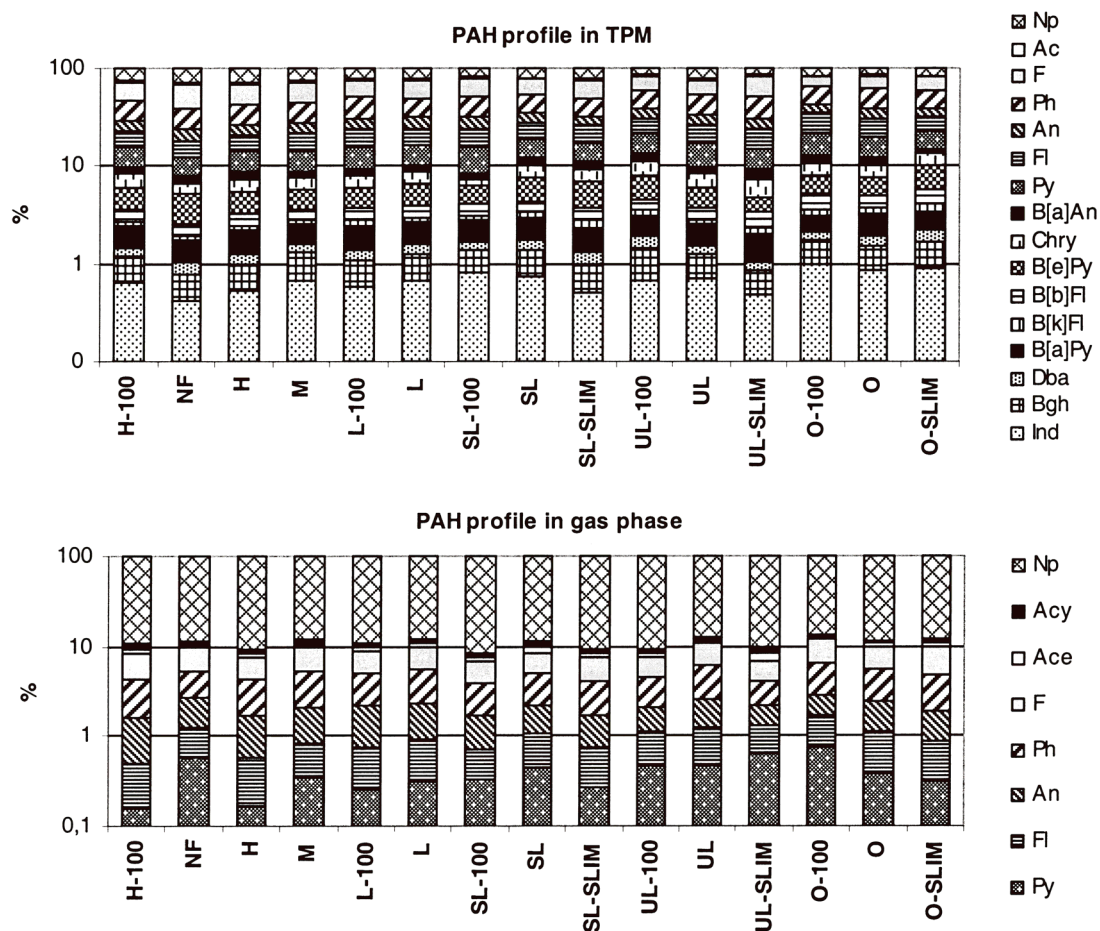 PAH profile in TPM
100
10
1
0
%
H-100
NF
H
M
L-100
L
SL-100
SL
SL-SLIM
UL-100
UL
UL-SLIM
O-100
O
O-SLIM
Np
Ac
F
Ph
An
Fl
Py
B[a]An
Chry
B[e]Py
B[b]Fl
B[k]Fl
B[a]Py
Dba
Bgh
Ind
PAH profile in gas phase
100
10
1
0,1
%
H-100
NF
H
M
L-100
L
SL-100
SL
SL-SLIM
UL-100
UL
UL-SLIM
O-100
O
O-SLIM
Np
Acy
Ace
F
Ph
An
Fl
Py